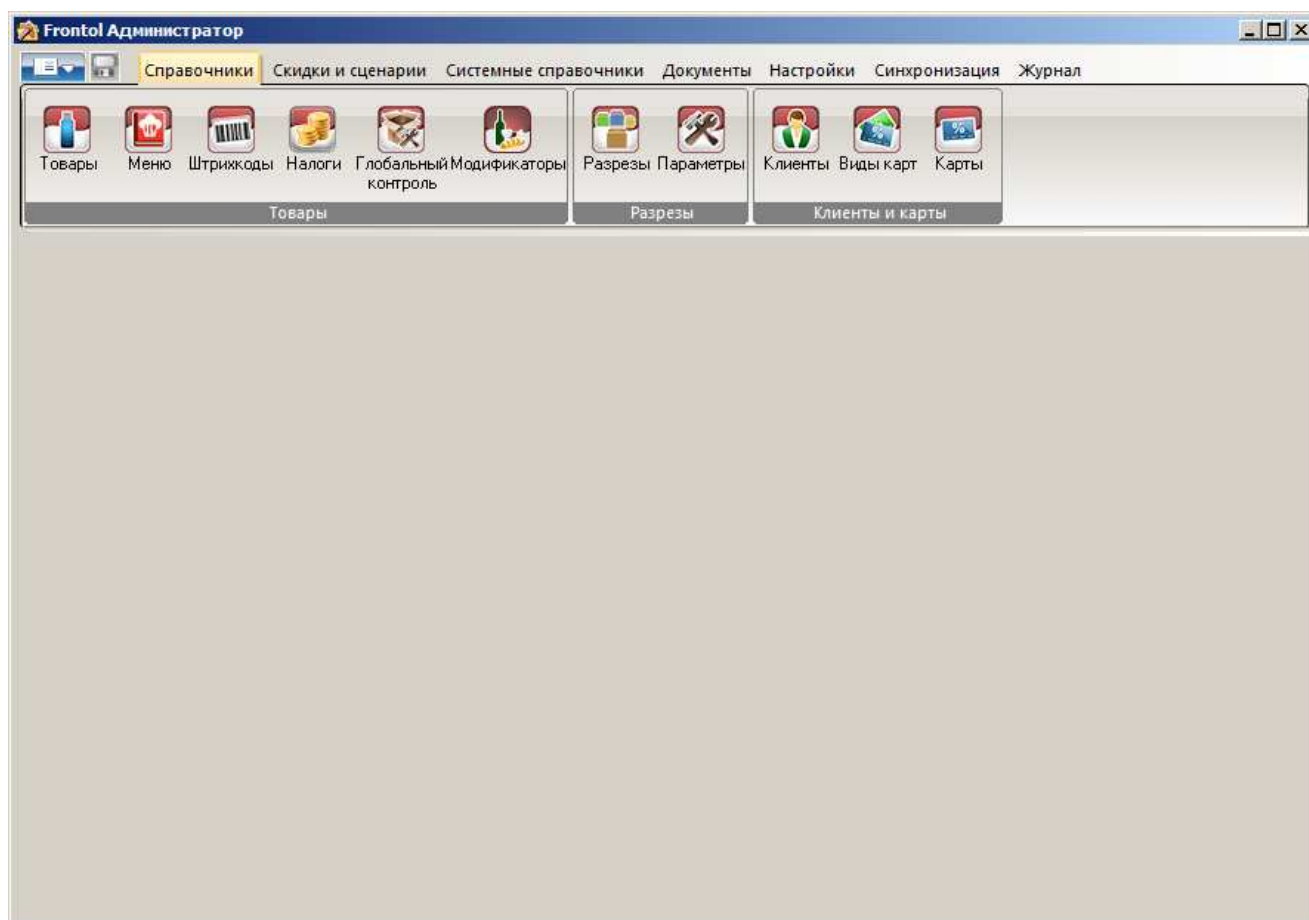 Frontol Администратор
Справочники Скидки и сценарии Системные справочники Документы Настройки Синхронизация Журнал
Товары Меню Штрихкоды Налоги Глобальный контроль Модификаторы Разрезы Параметры Клиенты Виды карт Карты
Товары Разрезы Клиенты и карты